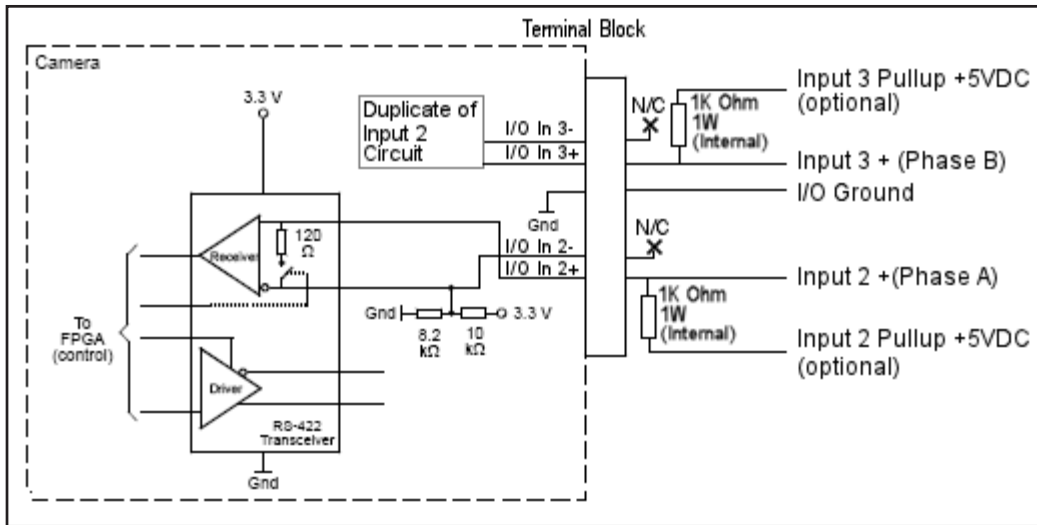 Terminal Block
Camera
3.3 V
Duplicate of
Input 2
Circuit
I/O In 3-
I/O In 3+
N/C
1K Ohm
1W
(Internal)
Input 3 Pullup +5VDC
(optional)
Input 3 + (Phase B)
I/O Ground
Gnd
N/C
120
Ω
Receiver
I/O In 2-
I/O In 2+
Input 2 +(Phase A)
1K Ohm
1W
(Internal)
Gnd
3.3 V
8.2
kΩ
10
kΩ
Input 2 Pullup +5VDC
(optional)
To
FPGA
(control)
Driver
RS-422
Transceiver
Gnd